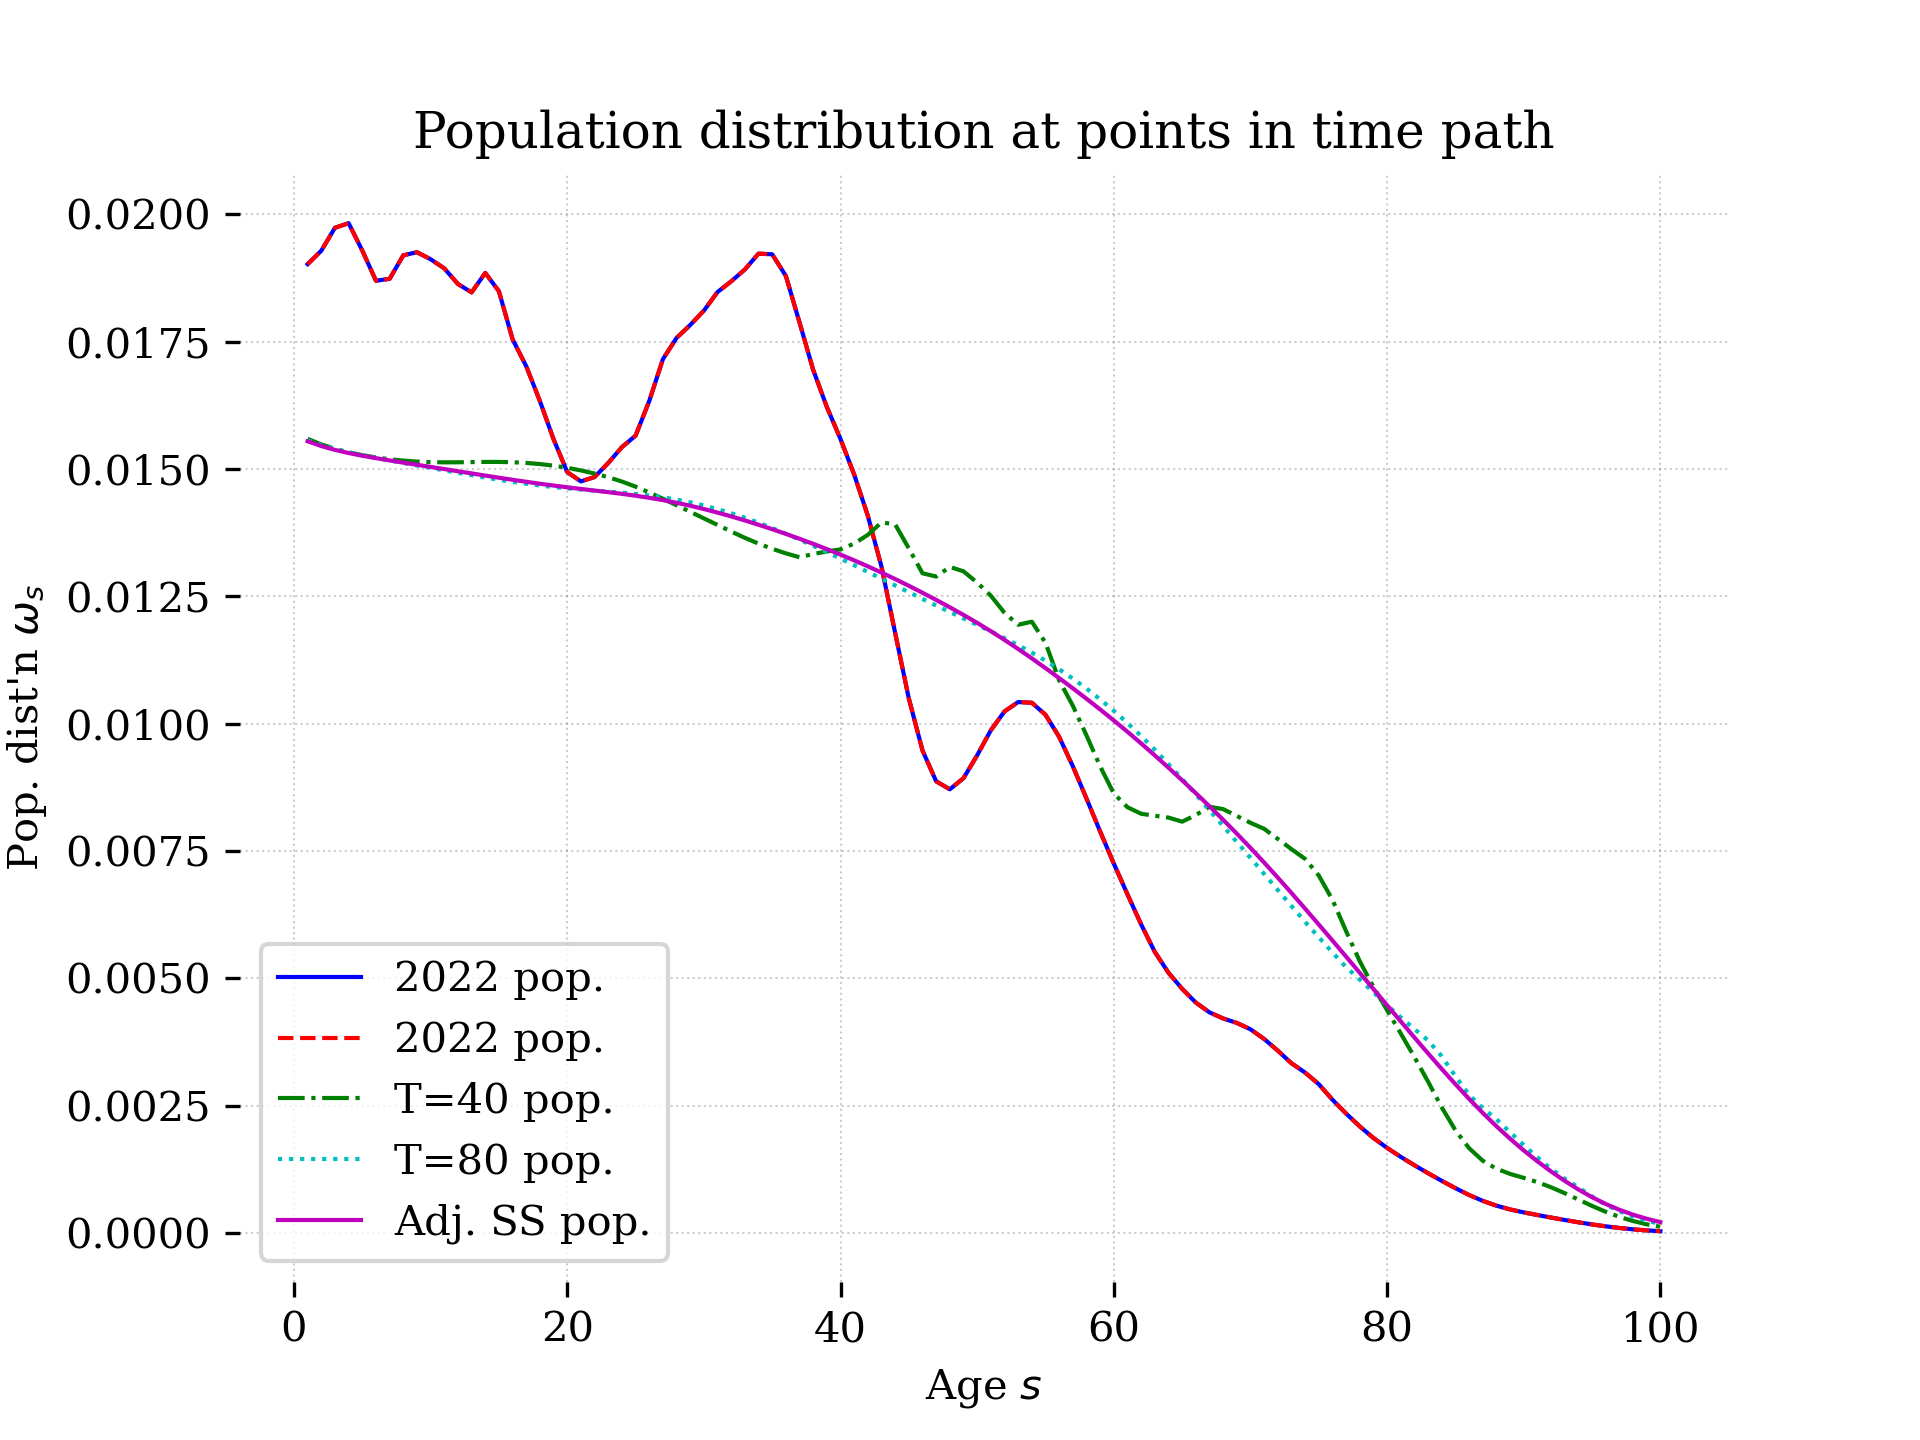 Population distribution at points in time path
0.0200
0.0175
0.0150
0.0125
0.0100
0.0075
0.0050
0.0025
0.0000
Pop. dist'n ωs
2022 pop.
2022 pop.
T=40 pop.
T=80 pop.
Adj. SS pop.
0 20 40 60 80 100
Age s